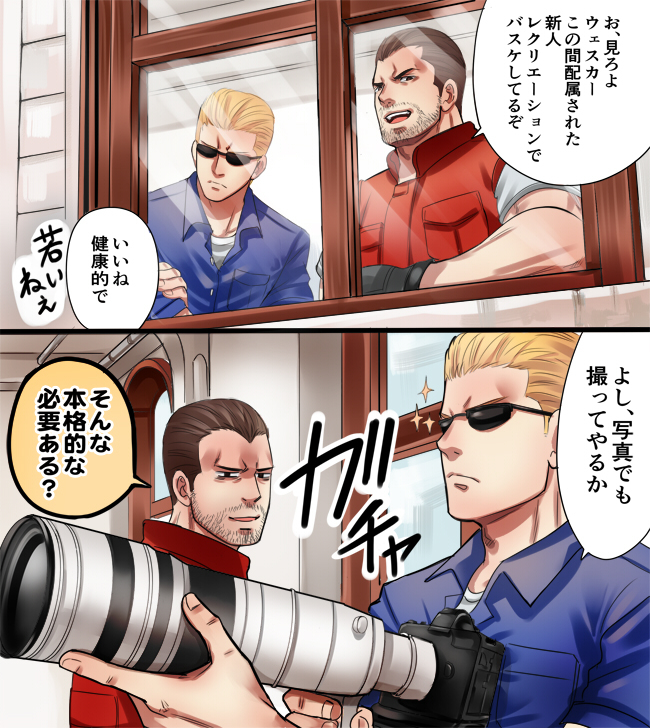 お、見ろよ
ウェスカー
この間配属された
新人
レクリエーションで
バスケしてるぞ
いいね
健康的で
若いねぇ
よし、写真でも
撮ってやるか
ガチャ
そんな
本格的な
必要ある？